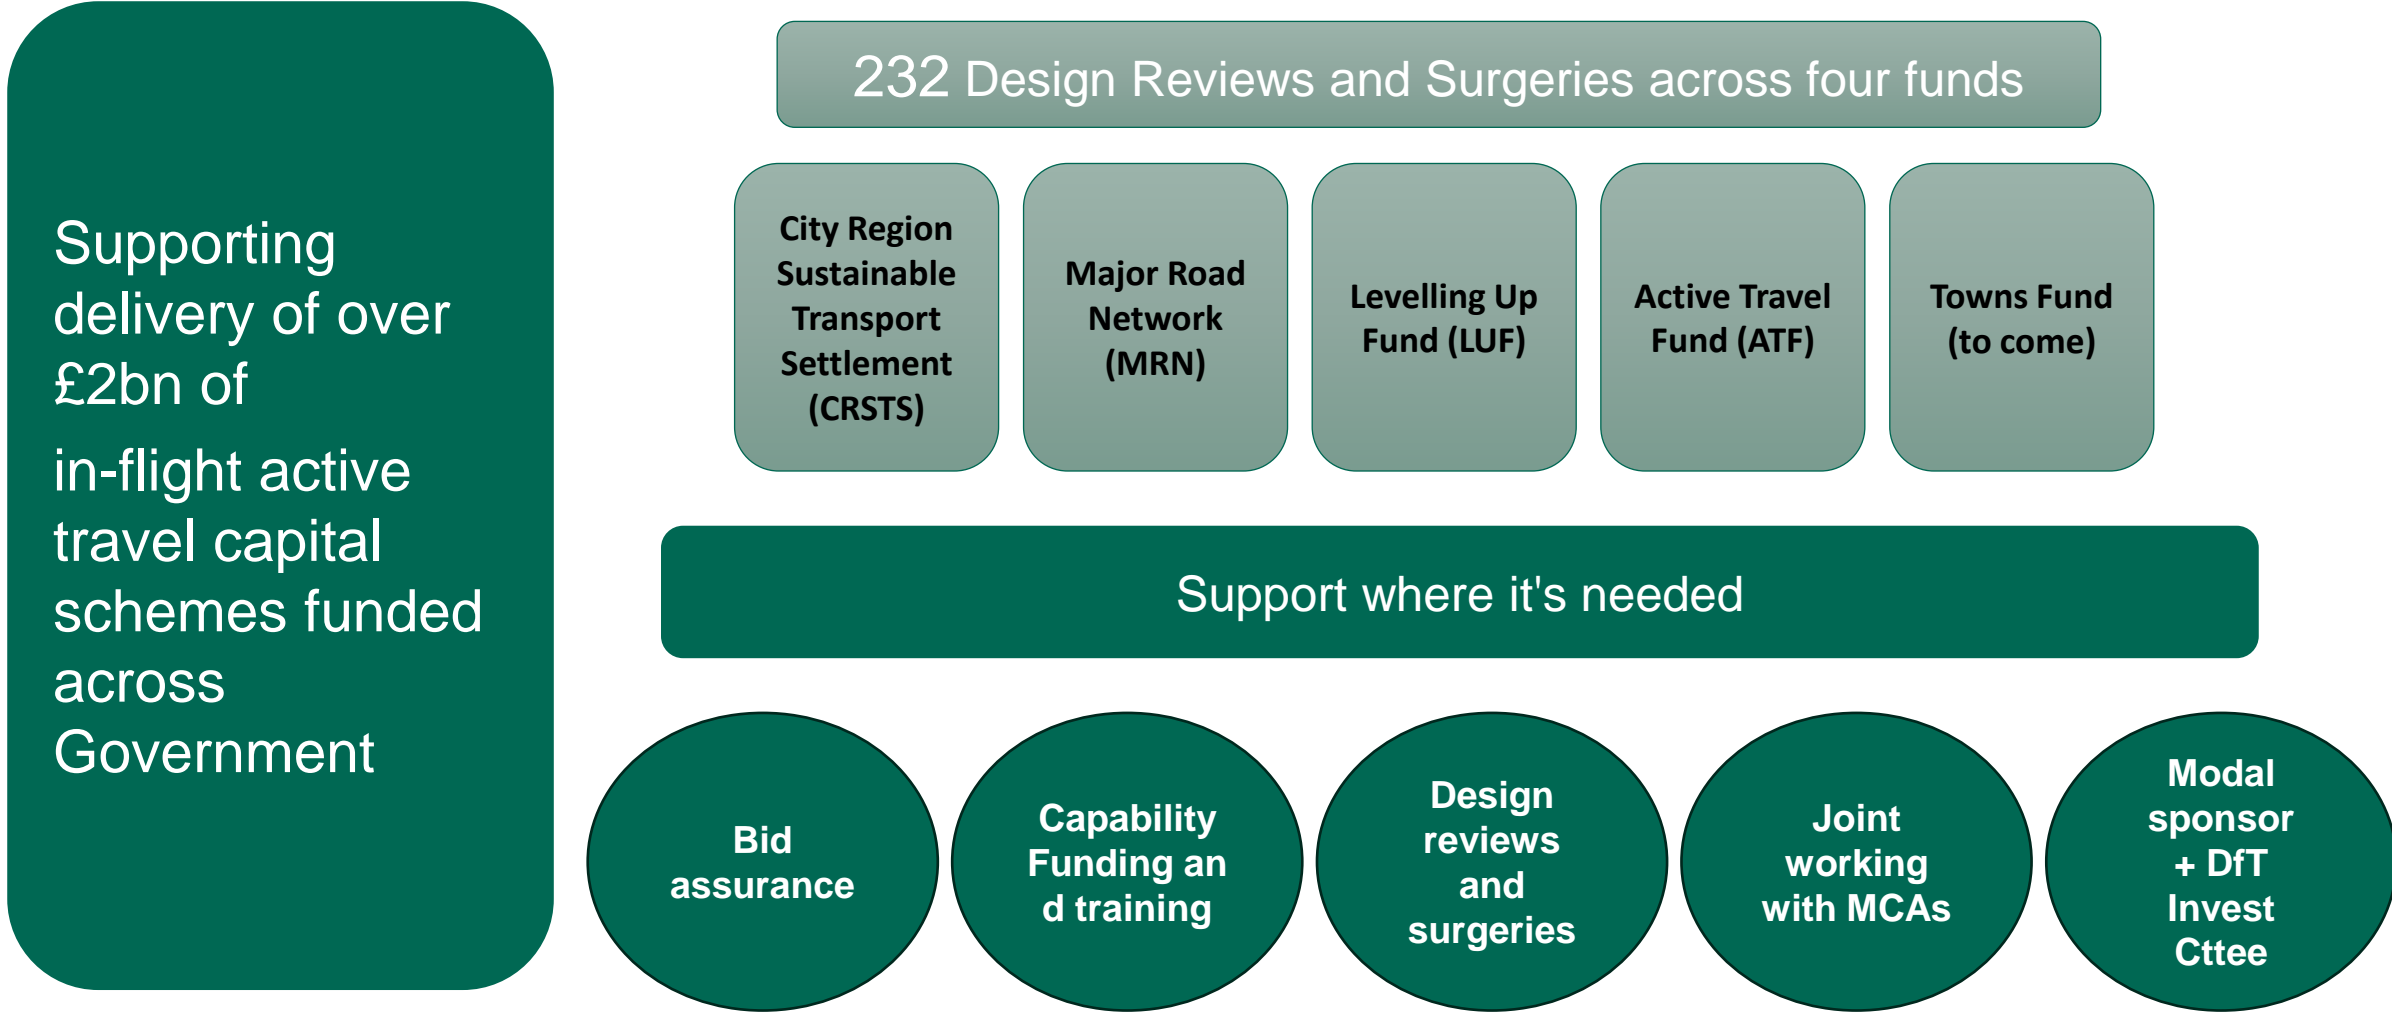 Supporting
delivery of over
£2bn of
in-flight active
travel capital
schemes funded
across
Government
232 Design Reviews and Surgeries across four funds
City Region
Sustainable
Transport
Settlement
(CRSTS)
Major Road
Network
(MRN)
Levelling Up
Fund (LUF)
Active Travel
Fund (ATF)
Towns Fund
(to come)
Support where it's needed
Bid
assurance
Capability
Funding an
d training
Design
reviews
and
surgeries
Joint
working
with MCAs
Modal
sponsor
+ DfT
Invest
Cttee